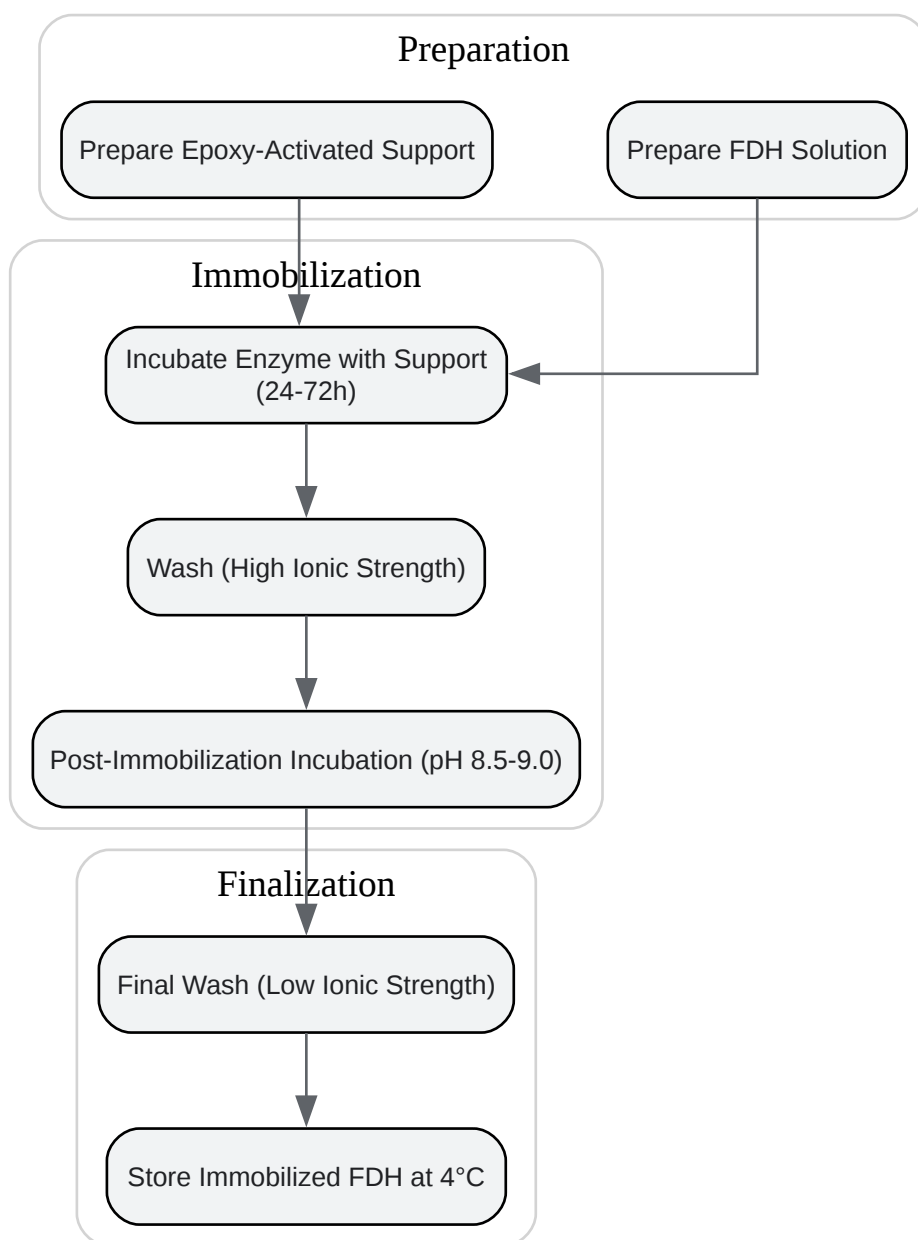 Preparation
Prepare Epoxy-Activated Support
Prepare FDH Solution
Immobilization
Incubate Enzyme with Support
(24-72h)
Wash (High Ionic Strength)
Post-Immobilization Incubation (pH 8.5-9.0)
Finalization
Final Wash (Low Ionic Strength)
Store Immobilized FDH at 4°C